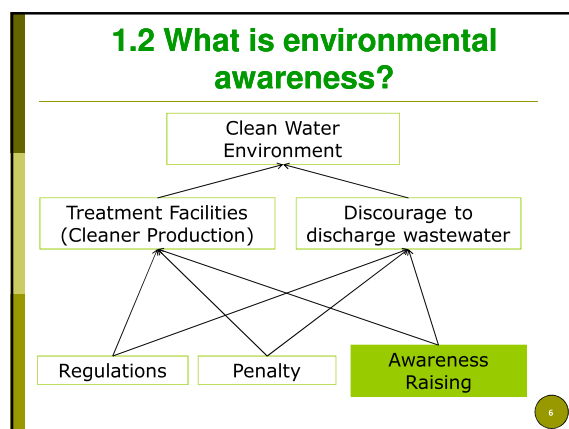 1.2 What is environmental
awareness?
Clean Water
Environment
Treatment Facilities
(Cleaner Production)
Discourage to
discharge wastewater
Regulations
Penalty
Awareness
Raising
6